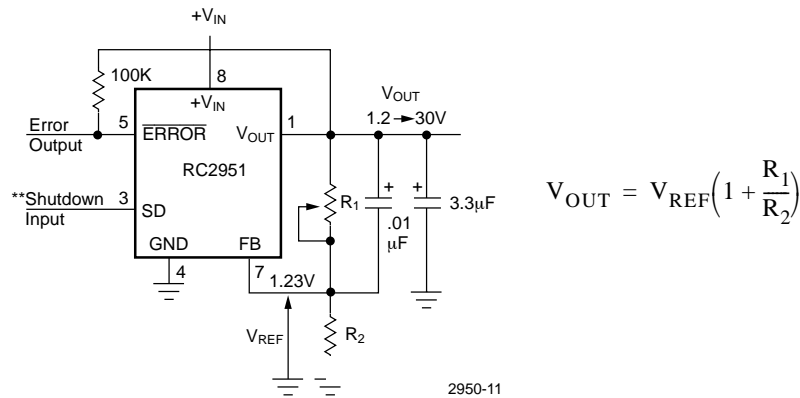 +V_IN
100K
8
+V_IN
V_OUT
1.2 → 30V
Error
Output
5
ERROR
V_OUT
1
RC2951
**Shutdown
Input
3
SD
R_1
+
.01
μF
+
3.3μF
GND
FB
4
7
1.23V
V_REF
R_2
2950-11
V_OUT = V_REF(1 + R_1/R_2)